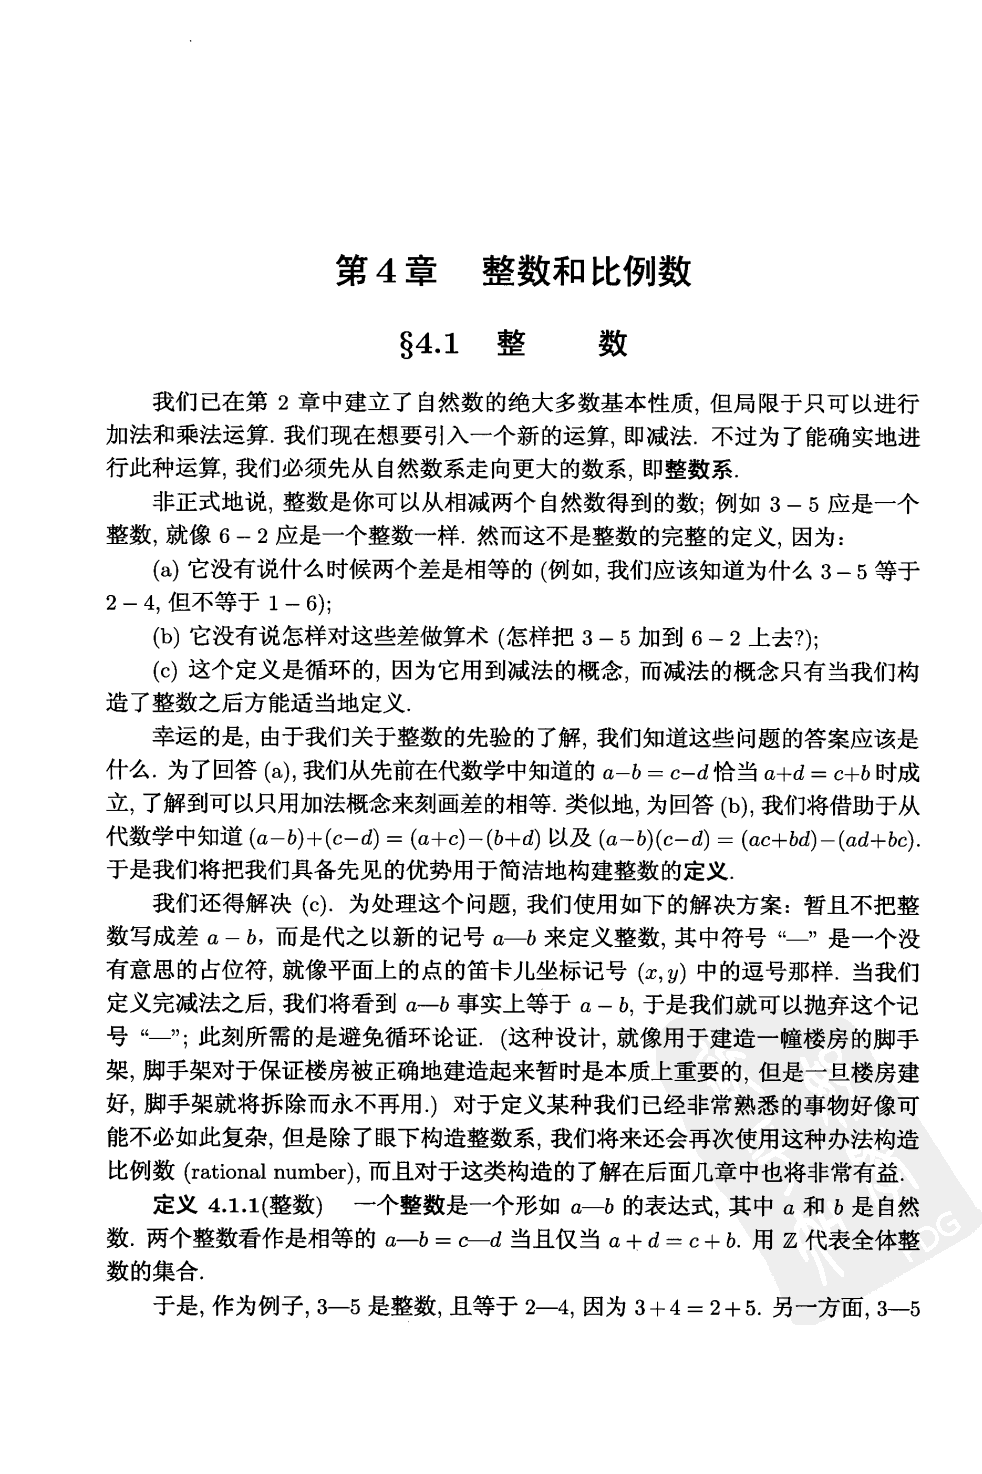 第 4 章 整数和比例数
§4.1 整 数
我们已在第 2 章中建立了自然数的绝大多数基本性质, 但局限于只可以进行
加法和乘法运算. 我们现在想要引入一个新的运算, 即减法. 不过为了能确实地进
行此种运算, 我们必须先从自然数系走向更大的数系, 即整数系.
非正式地说, 整数是你可以从相减两个自然数得到的数; 例如 3 − 5 应是一个
整数, 就像 6 − 2 应是一个整数一样. 然而这不是整数的完整的定义, 因为:
(a) 它没有说什么时候两个差是相等的 (例如, 我们应该知道为什么 3 − 5 等于
2 − 4, 但不等于 1 − 6);
(b) 它没有说怎样对这些差做算术 (怎样把 3 − 5 加到 6 − 2 上去?);
(c) 这个定义是循环的, 因为它用到减法的概念, 而减法的概念只有当我们构
造了整数之后方能适当地定义.
幸运的是, 由于我们关于整数的先验的了解, 我们知道这些问题的答案应该是
什么. 为了回答 (a), 我们从先前在代数学中知道的 a−b = c−d 恰当 a+d = c+b 时成
立, 了解到可以只用加法概念来刻画差的相等. 类似地, 为回答 (b), 我们将借助于从
代数学中知道 (a−b)+(c−d) = (a+c)−(b+d) 以及 (a−b)(c−d) = (ac+bd)−(ad+bc).
于是我们将把我们具备先见的优势用于简洁地构建整数的定义.
我们还得解决 (c). 为处理这个问题, 我们使用如下的解决方案: 暂且不把整
数写成差 a − b, 而是代之以新的记号 a—b 来定义整数, 其中符号 “—” 是一个没
有意思的占位符, 就像平面上的点的笛卡儿坐标记号 (x, y) 中的逗号那样. 当我们
定义完减法之后, 我们将看到 a—b 事实上等于 a − b, 于是我们就可以抛弃这个记
号 “—”; 此刻所需的是避免循环论证. (这种设计, 就像用于建造一幢楼房的脚手
架, 脚手架对于保证楼房被正确地建造起来暂时是本质上重要的, 但是一旦楼房建
好, 脚手架就将拆除而永不再用.) 对于定义某种我们已经非常熟悉的事物好像可
能不必如此复杂, 但是除了眼下构造整数系, 我们将来还会再次使用这种办法构造
比例数 (rational number), 而且对于这类构造的了解在后面几章中也将非常有益.
定义 4.1.1(整数) 一个整数是一个形如 a—b 的表达式, 其中 a 和 b 是自然
数. 两个整数看作是相等的 a—b = c—d 当且仅当 a + d = c + b. 用 ℤ 代表全体整
数的集合.
于是, 作为例子, 3—5 是整数, 且等于 2—4, 因为 3 + 4 = 2 + 5. 另一方面, 3—5